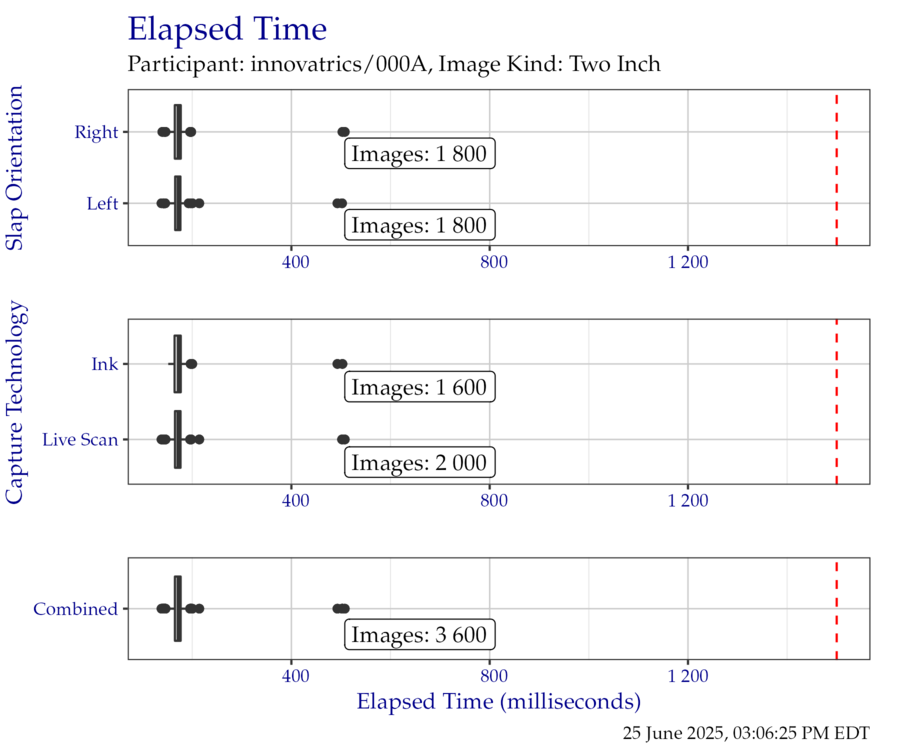 Elapsed Time
Participant: innovatrics/000A, Image Kind: Two Inch
Slap Orientation
Right
Images: 1 800
Left
Images: 1 800
400 800 1 200
Capture Technology
Ink
Images: 1 600
Live Scan
Images: 2 000
400 800 1 200
Combined
Images: 3 600
400 800 1 200
Elapsed Time (milliseconds)
25 June 2025, 03:06:25 PM EDT